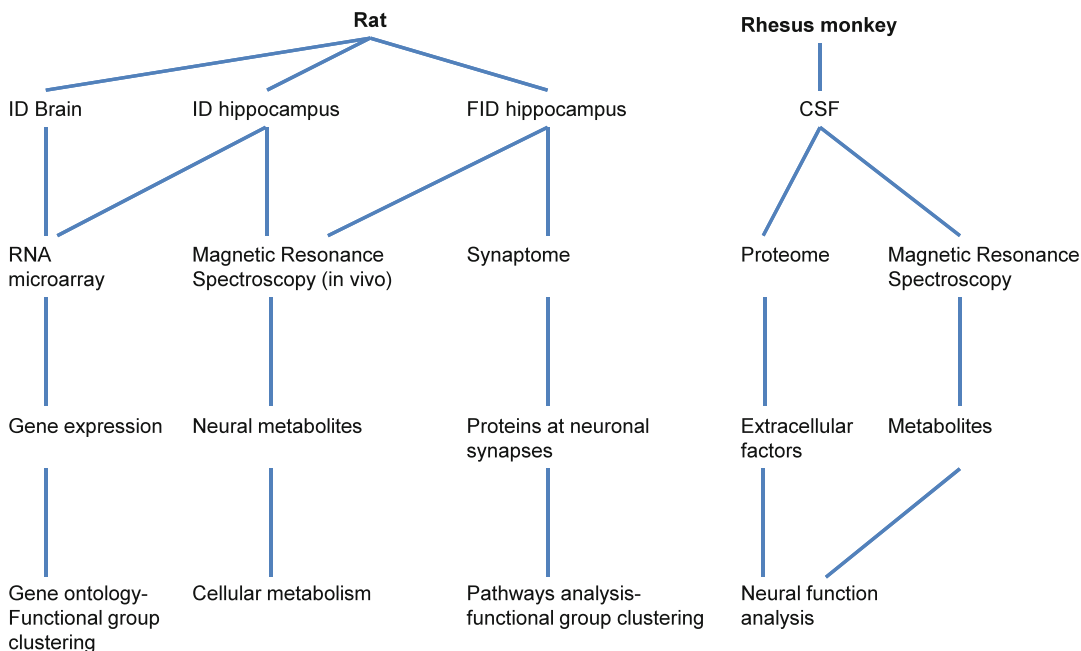 Rat
Rhesus monkey
ID Brain
ID hippocampus
FID hippocampus
CSF
RNA
microarray
Magnetic Resonance
Spectroscopy (in vivo)
Synaptome
Proteome
Magnetic Resonance
Spectroscopy
Gene expression
Neural metabolites
Proteins at neuronal
synapses
Extracellular
factors
Metabolites
Gene ontology-
Functional group
clustering
Cellular metabolism
Pathways analysis-
functional group clustering
Neural function
analysis